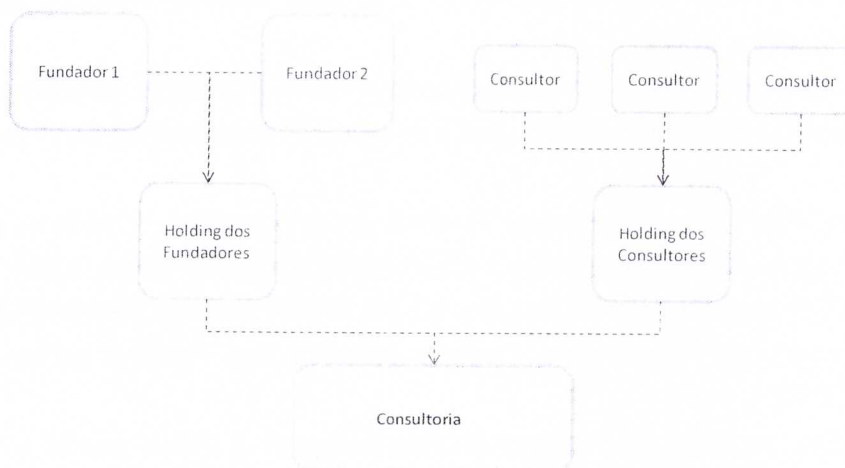 Fundador 1
Fundador 2
Consultor
Consultor
Consultor
Holding dos
Fundadores
Holding dos
Consultores
Consultoria